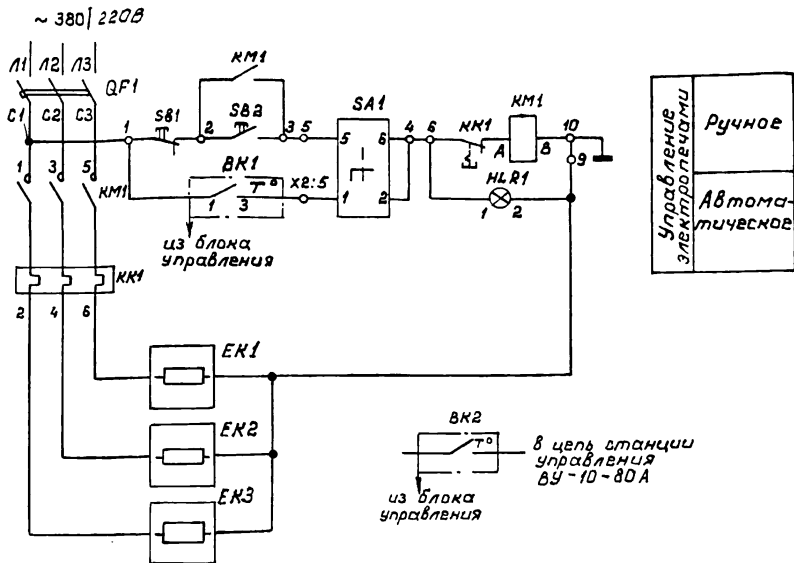 ~ 380/220В
Л1 Л2 Л3
QF1
С1 С2 С3
1 3 5
КМ1
КК1
2 4 6
КМ1
1 SB1 2 SB2 3 5
SA1
5 6
1 2
4 6
КК1
КМ1
А В
10
9
ВК1
Т°
1 3
Х2:5
из блока
управления
HLR1
1 2
ЕК1
ЕК2
ЕК3
ВК2
Т°
из блока
управления
в цепь станции
управления
ВУ-10-80А
Управление
электропечами
Ручное
Автома-
тическое